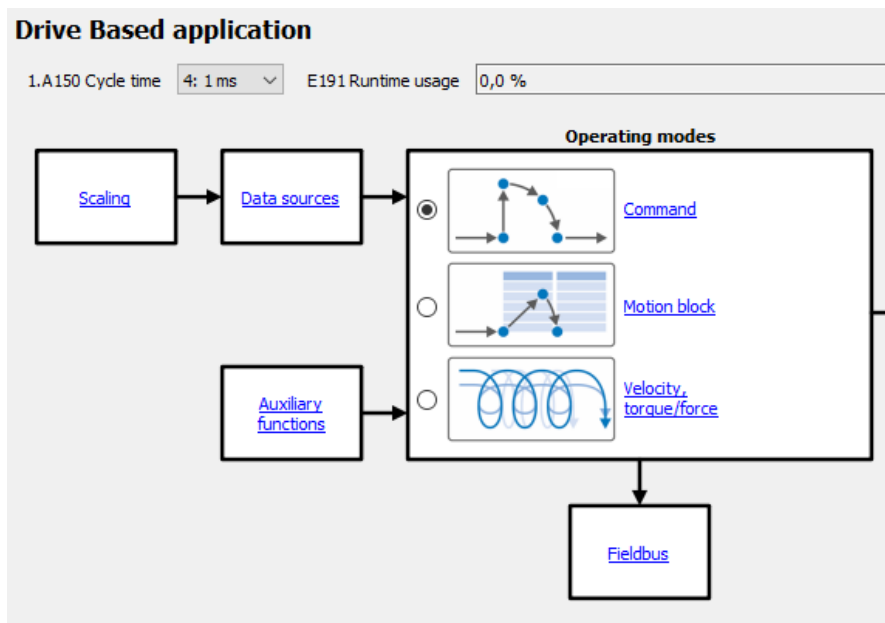 Drive Based application
1.A150 Cycle time 4: 1 ms E191 Runtime usage 0,0 %
Operating modes
Scaling
Data sources
Command
Motion block
Auxiliary
functions
Velocity,
torque/force
Fieldbus